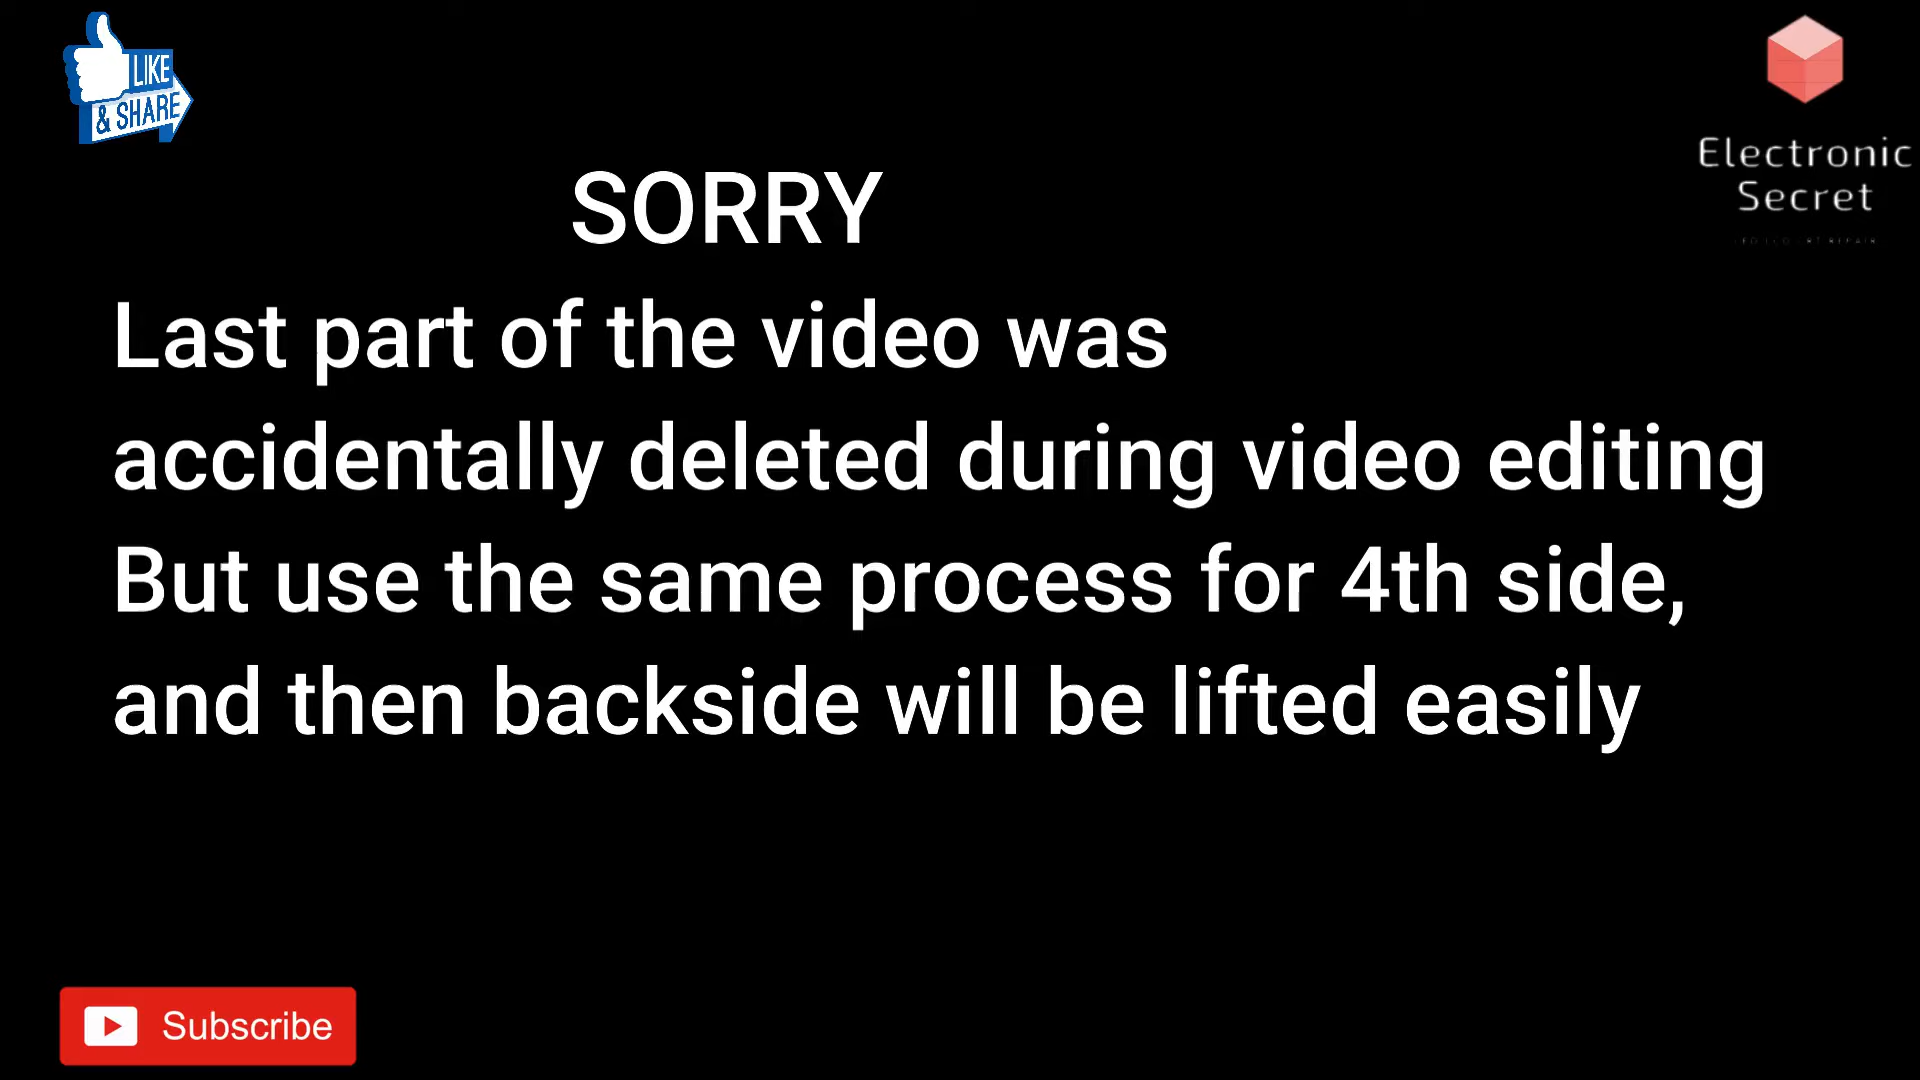 LIKE
& SHARE
Electronic
Secret
SORRY
Last part of the video was
accidentally deleted during video editing
But use the same process for 4th side,
and then backside will be lifted easily
Subscribe